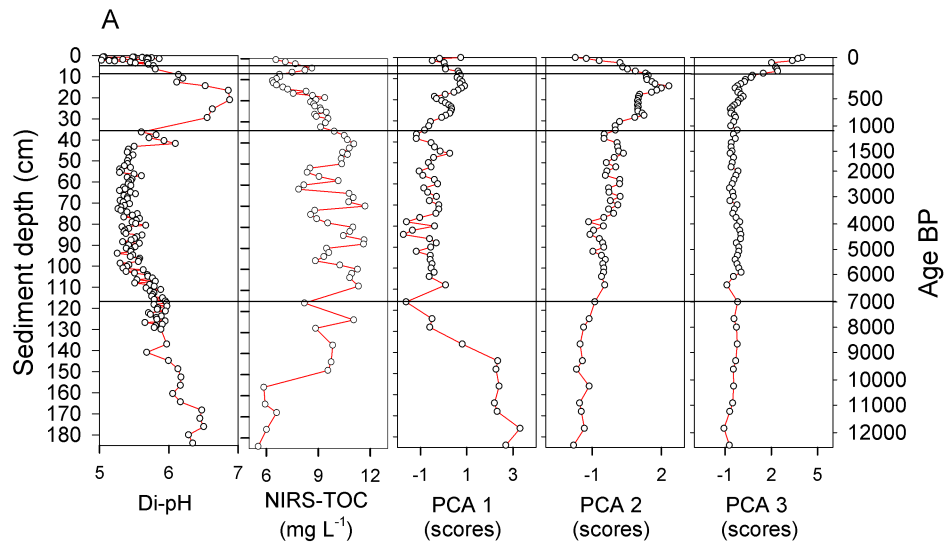 A
Sediment depth (cm)
0
10
20
30
40
50
60
70
80
90
100
110
120
130
140
150
160
170
180
5 6 7 8
6 9 12
-1 1 3
-1 2
-1 2 5
Di-pH
NIRS-TOC
(mg L-1)
PCA 1
(scores)
PCA 2
(scores)
PCA 3
(scores)
0
500
1000
1500
2000
3000
4000
5000
6000
7000
8000
9000
10000
11000
12000
Age BP